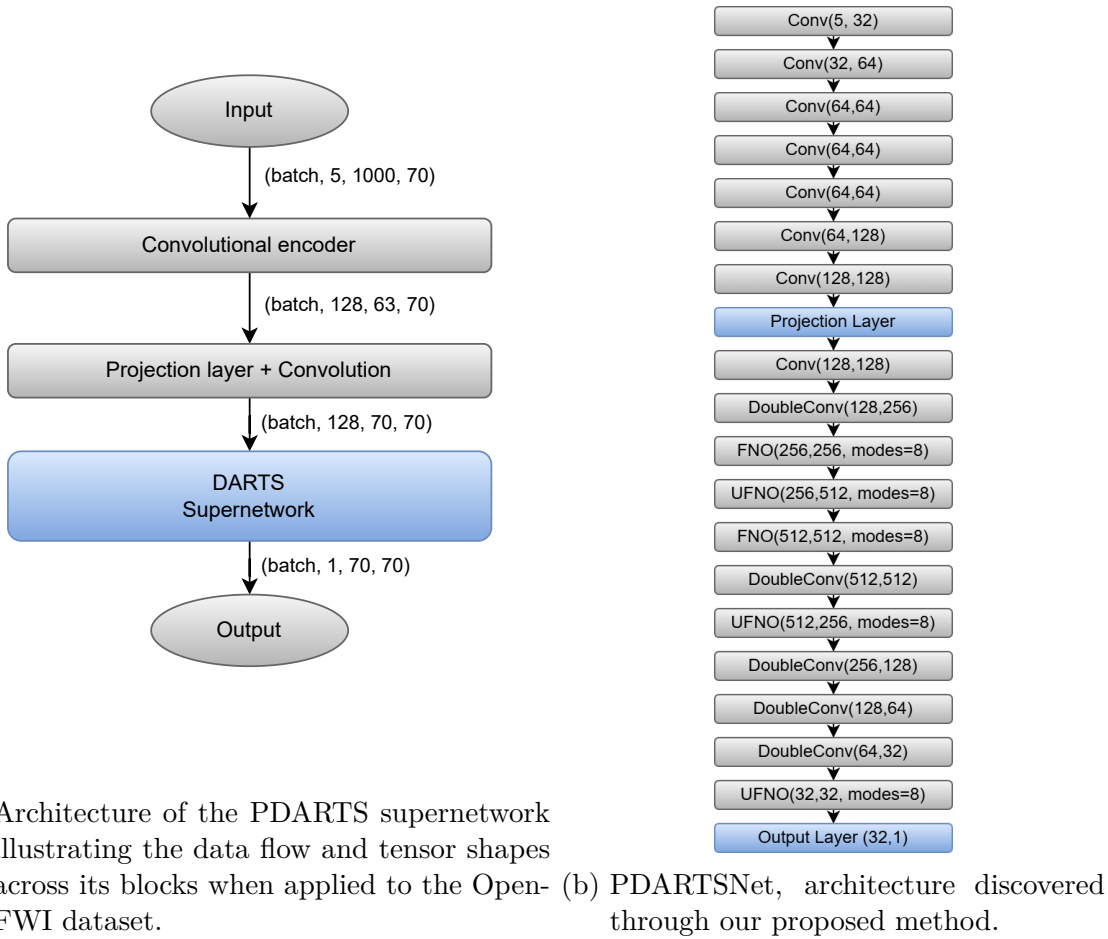 Input
(batch, 5, 1000, 70)
Convolutional encoder
(batch, 128, 63, 70)
Projection layer + Convolution
(batch, 128, 70, 70)
DARTS
Supernetwork
(batch, 1, 70, 70)
Output
Architecture of the PDARTS supernetwork
illustrating the data flow and tensor shapes
across its blocks when applied to the Open-
FWI dataset.
Conv(5, 32)
Conv(32, 64)
Conv(64,64)
Conv(64,64)
Conv(64,64)
Conv(64,128)
Conv(128,128)
Projection Layer
Conv(128,128)
DoubleConv(128,256)
FNO(256,256, modes=8)
UFNO(256,512, modes=8)
FNO(512,512, modes=8)
DoubleConv(512,512)
UFNO(512,256, modes=8)
DoubleConv(256,128)
DoubleConv(128,64)
DoubleConv(64,32)
UFNO(32,32, modes=8)
Output Layer (32,1)
(b) PDARTSNet, architecture discovered
through our proposed method.